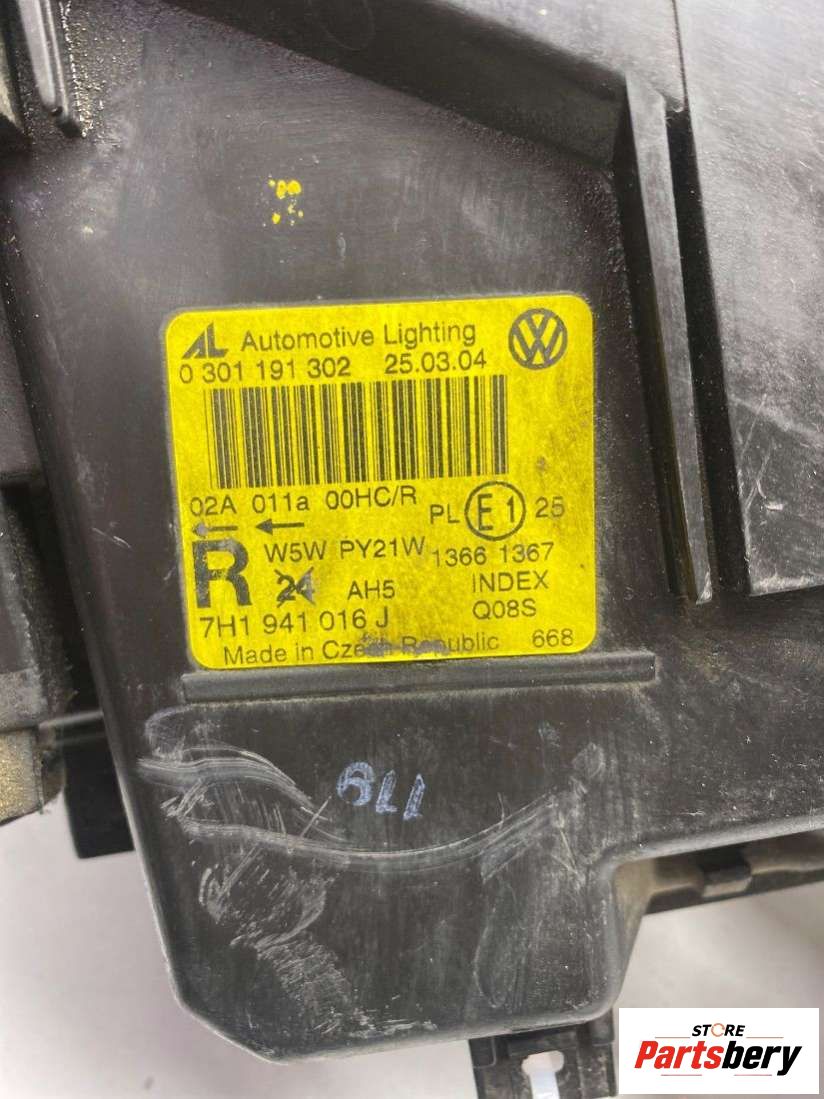 AL Automotive Lighting
0 301 191 302 25.03.04
02A 011a 00HC/R PL E1 25
R W5W PY21W 1366 1367
24 AH5 INDEX
7H1 941 016 J Q08S
Made in Czech Republic 668
119
STORE
Partsbery